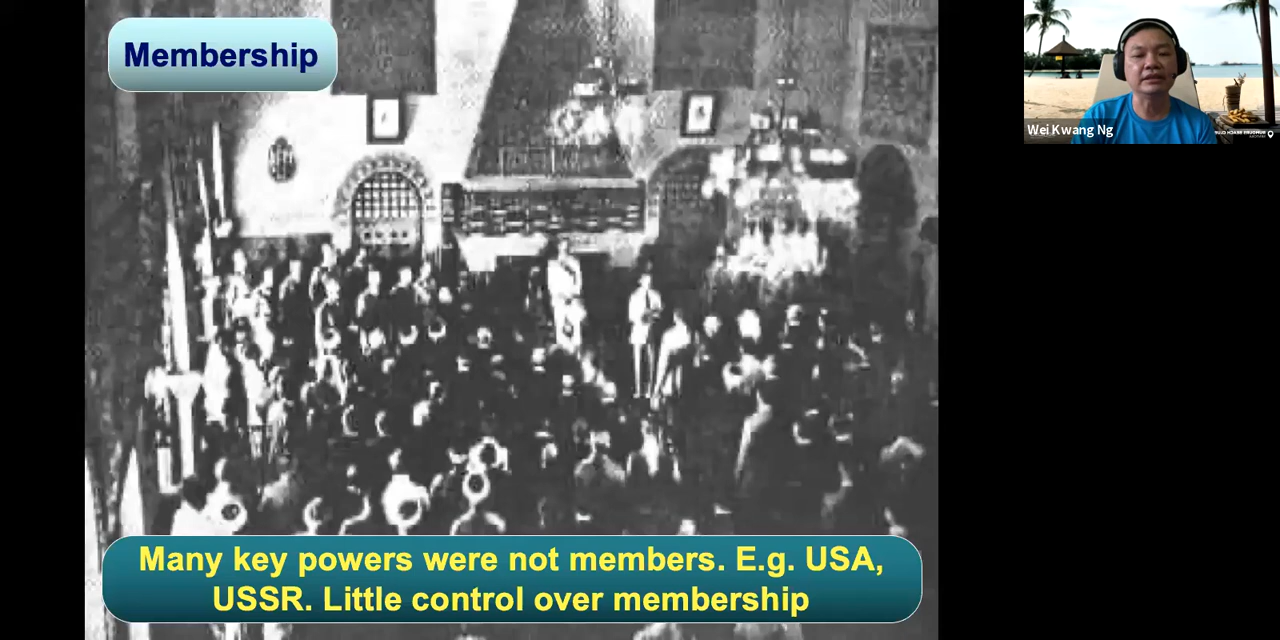 Membership
Wei Kwang Ng
Many key powers were not members. E.g. USA,
USSR. Little control over membership